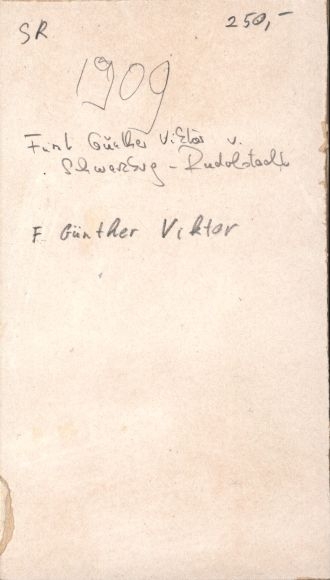 SR 250,-
1909
Fürst Günther Viktor v.
Schwarzburg - Rudolstadt
F Günther Viktor